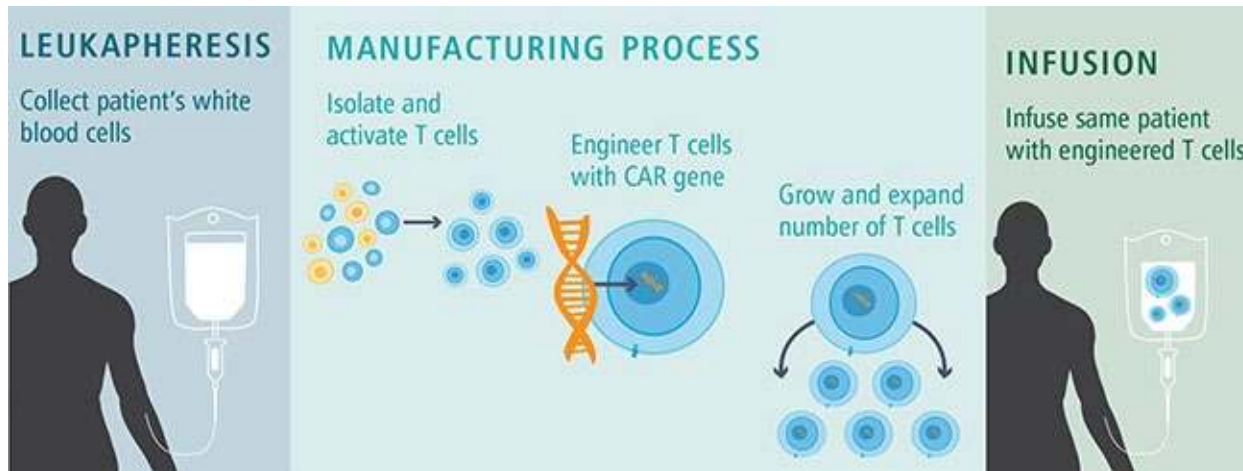 LEUKAPHERESIS
Collect patient's white
blood cells
MANUFACTURING PROCESS
Isolate and
activate T cells
Engineer T cells
with CAR gene
Grow and expand
number of T cells
INFUSION
Infuse same patient
with engineered T cells